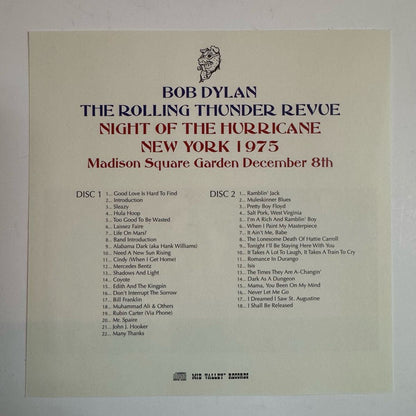 BOB DYLAN
THE ROLLING THUNDER REVUE
NIGHT OF THE HURRICANE
NEW YORK 1975
Madison Square Garden December 8th
DISC 1
1... Good Love Is Hard To Find
2... Introduction
3... Sleazy
4... Hula Hoop
5... Too Good To Be Wasted
6... Laissez Faire
7... Life On Mars?
8... Band Introduction
9... Alabama Dark (aka Hank Williams)
10... Need A New Sun Rising
11... Cindy (When I Get Home)
12... Mercedes Bentz
13... Shadows And Light
14... Coyote
15... Edith And The Kingpin
16... Don't Interrupt The Sorrow
17... Bill Franklin
18... Muhammad Ali & Others
19... Rubin Carter (Via Phone)
20... Mr. Spaire
21... John J. Hooker
22... Many Thanks
DISC 2
1... Ramblin' Jack
2... Muleskinner Blues
3... Pretty Boy Floyd
4... Salt Pork, West Virginia
5... I'm A Rich And Ramblin' Boy
6... When I Paint My Masterpiece
7... It Ain't Me, Babe
8... The Lonesome Death Of Hattie Carroll
9... Tonight I'll Be Staying Here With You
10... It Takes A Lot To Laugh, It Takes A Train To Cry
11... Romance In Durango
12... Isis
13... The Times They Are A-Changin'
14... Dark As A Dungeon
15... Mama, You Been On My Mind
16... Never Let Me Go
17... I Dreamed I Saw St. Augustine
18... I Shall Be Released
MID VALLEY RECORDS